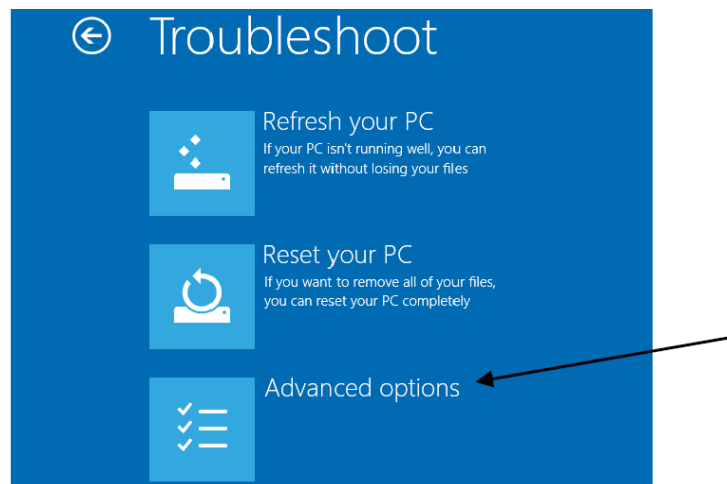 Troubleshoot
Refresh your PC
If your PC isn't running well, you can
refresh it without losing your files
Reset your PC
If you want to remove all of your files,
you can reset your PC completely
Advanced options